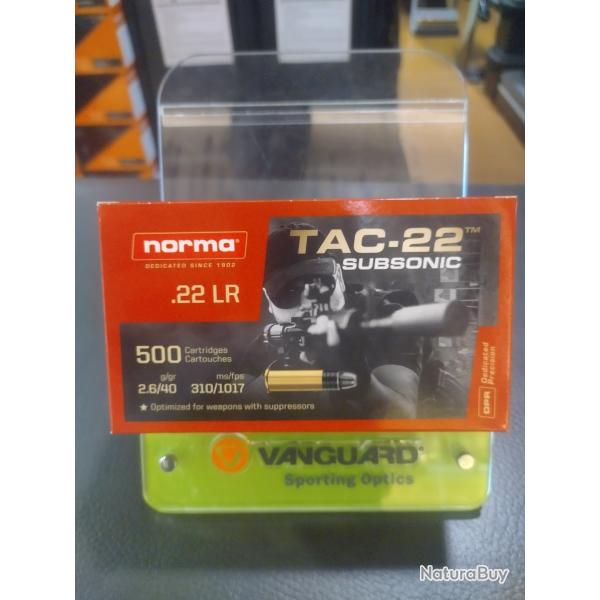 norma®
DEDICATED SINCE 1902
TAC-22™
SUBSONIC
.22 LR
500 Cartridges
Cartouches
g/gr ms/fps
2.6/40 310/1017
★ Optimized for weapons with suppressors
DPR Dedicated
Precision
VANGUARD®
Sporting Optics
NaturaBuy